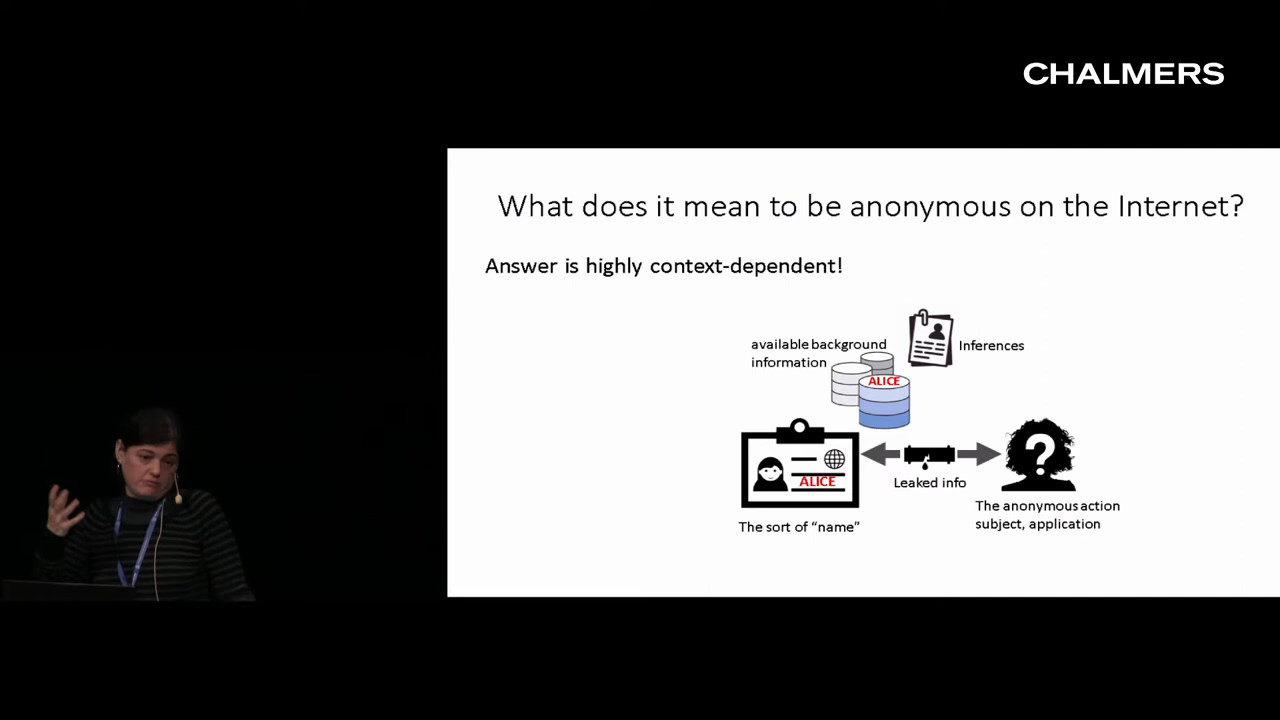 CHALMERS
What does it mean to be anonymous on the Internet?
Answer is highly context-dependent!
available background
information
Inferences
ALICE
ALICE
Leaked info
The sort of “name”
The anonymous action
subject, application